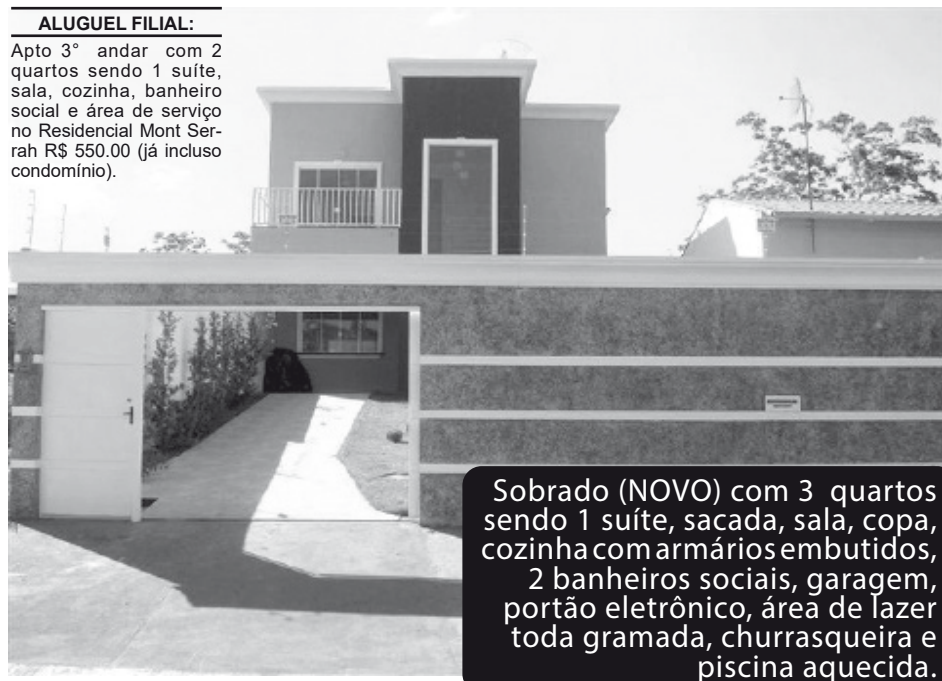 ALUGUEL FILIAL:
Apto 3° andar com 2
quartos sendo 1 suíte,
sala, cozinha, banheiro
social e área de serviço
no Residencial Mont Ser-
rah R$ 550.00 (já incluso
condomínio).
Sobrado (NOVO) com 3 quartos
sendo 1 suíte, sacada, sala, copa,
cozinha com armários embutidos,
2 banheiros sociais, garagem,
portão eletrônico, área de lazer
toda gramada, churrasqueira e
piscina aquecida.